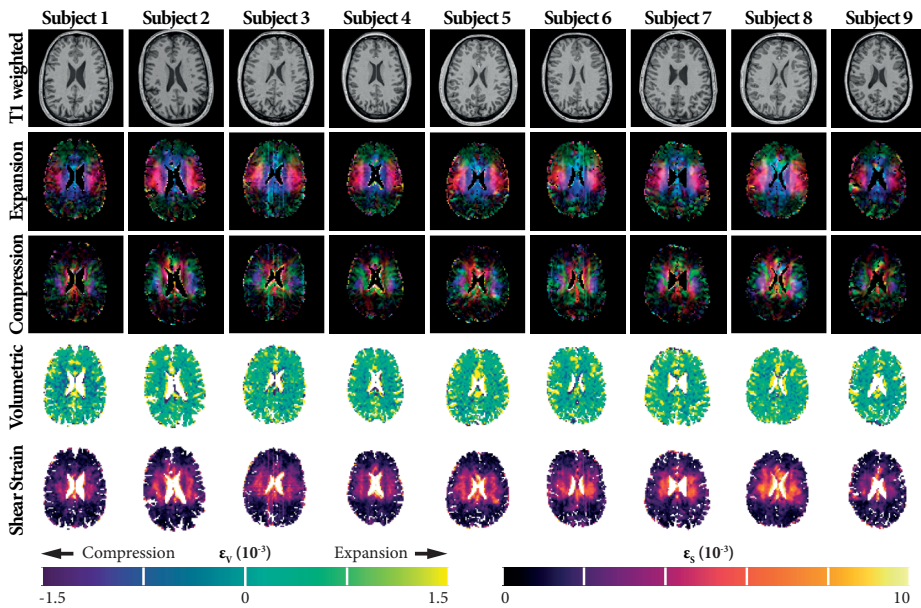 Subject 1 Subject 2 Subject 3 Subject 4 Subject 5 Subject 6 Subject 7 Subject 8 Subject 9
T1 weighted
Expansion
Compression
Volumetric
Shear Strain
Compression εv (10⁻³) Expansion
εs (10⁻³)
-1.5 0 1.5
0 10